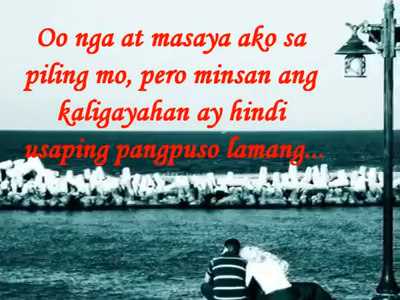 Oo nga at masaya ako sa
piling mo, pero minsan ang
kaligayahan ay hindi
usaping pangpuso lamang...